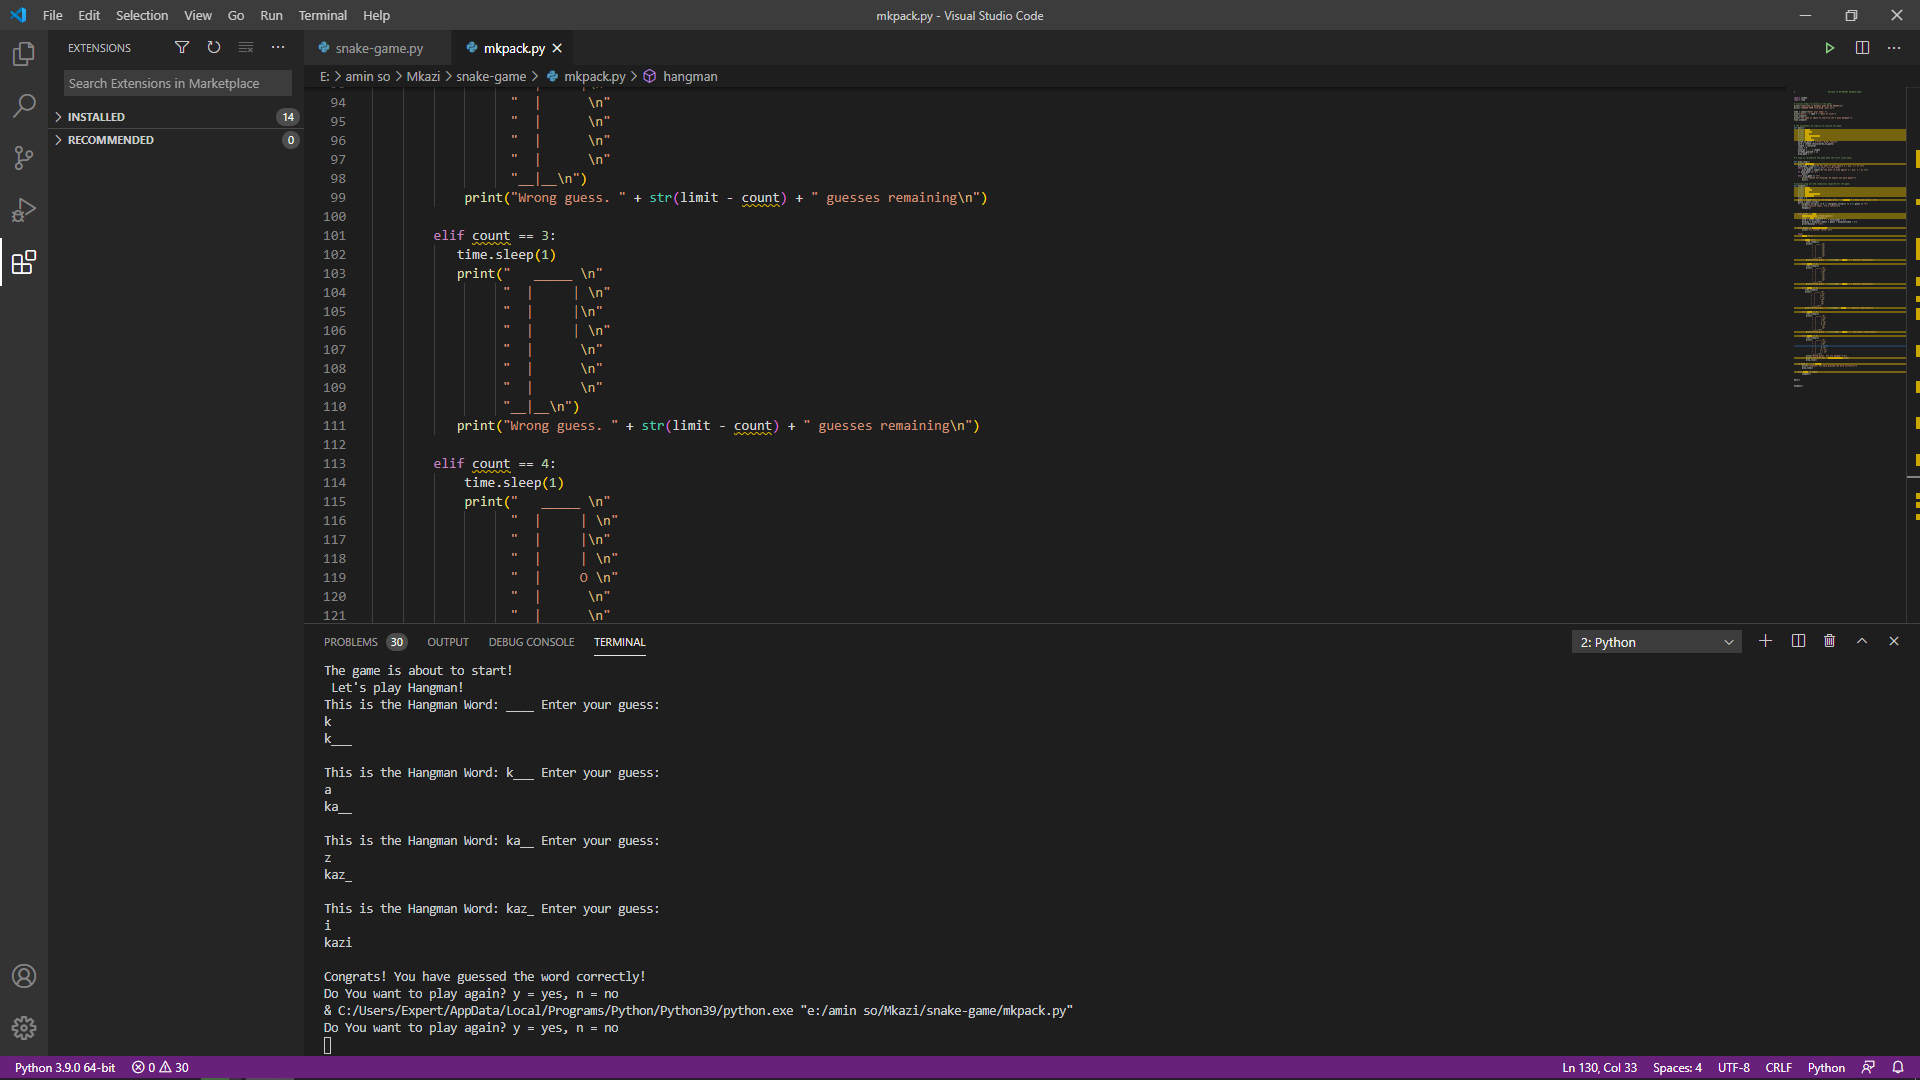 File Edit Selection View Go Run Terminal Help
mkpack.py - Visual Studio Code
EXTENSIONS
Search Extensions in Marketplace
INSTALLED 14
RECOMMENDED 0
snake-game.py mkpack.py
E: > amin so > Mkazi > snake-game > mkpack.py > hangman
94 "  |      \n"
95 "  |      \n"
96 "  |      \n"
97 "  |      \n"
98 "__|__\n")
99 print("Wrong guess. " + str(limit - count) + " guesses remaining\n")
100
101 elif count == 3:
102 time.sleep(1)
103 print("   _____ \n"
104 "  |     | \n"
105 "  |     |\n"
106 "  |     | \n"
107 "  |      \n"
108 "  |      \n"
109 "  |      \n"
110 "__|__\n")
111 print("Wrong guess. " + str(limit - count) + " guesses remaining\n")
112
113 elif count == 4:
114 time.sleep(1)
115 print("   _____ \n"
116 "  |     | \n"
117 "  |     |\n"
118 "  |     | \n"
119 "  |     O \n"
120 "  |      \n"
121 "  |      \n"
PROBLEMS 30 OUTPUT DEBUG CONSOLE TERMINAL
2: Python
The game is about to start!
Let's play Hangman!
This is the Hangman Word: ____ Enter your guess:
k
k___
This is the Hangman Word: k___ Enter your guess:
a
ka__
This is the Hangman Word: ka__ Enter your guess:
z
kaz_
This is the Hangman Word: kaz_ Enter your guess:
i
kazi
Congrats! You have guessed the word correctly!
Do You want to play again? y = yes, n = no
& C:/Users/Expert/AppData/Local/Programs/Python/Python39/python.exe "e:/amin so/Mkazi/snake-game/mkpack.py"
Do You want to play again? y = yes, n = no
Python 3.9.0 64-bit 0 30
Ln 130, Col 33 Spaces: 4 UTF-8 CRLF Python